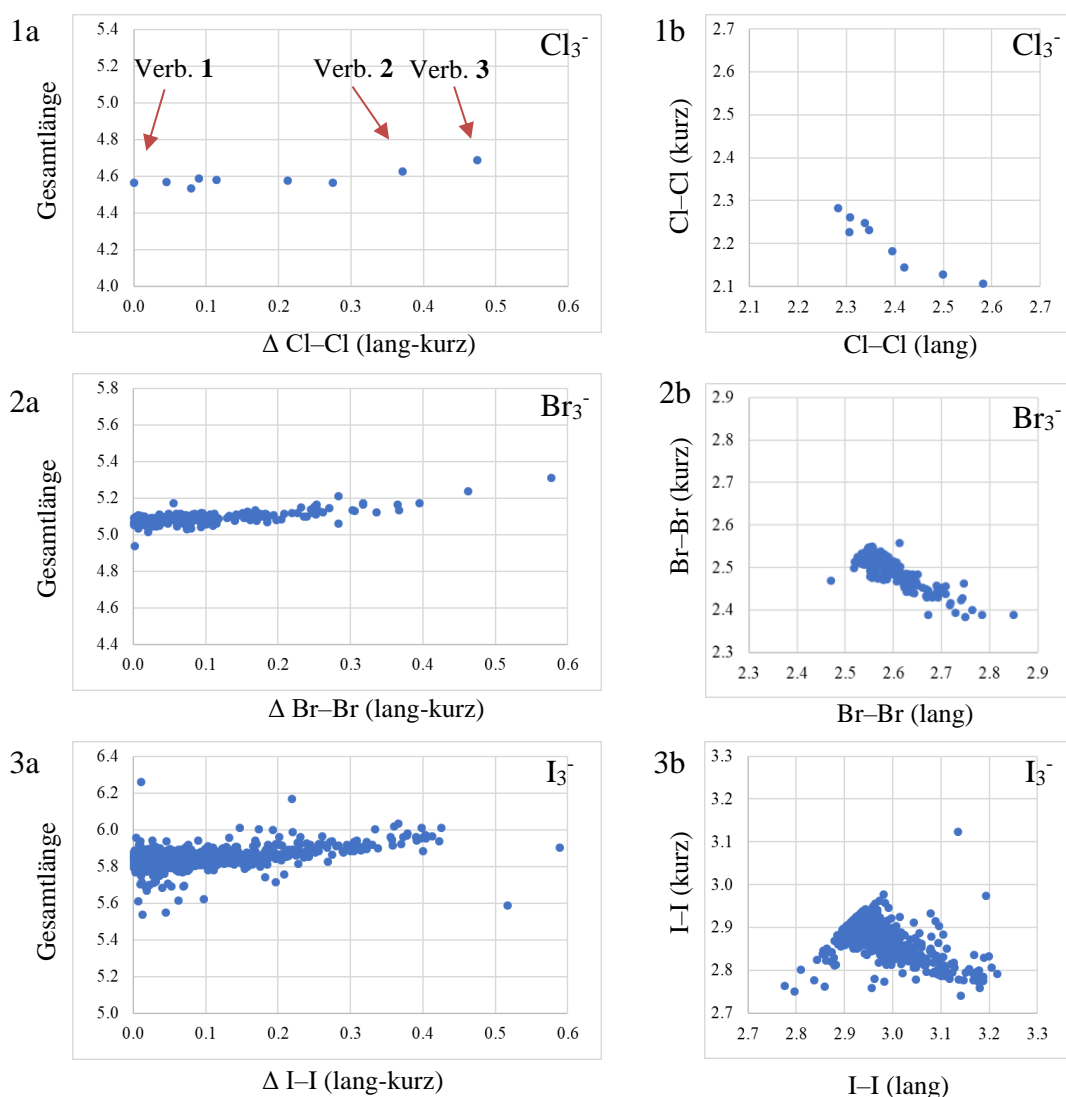 1a
Cl3-
Verb. 1
Verb. 2
Verb. 3
Gesamtlänge
5.4
5.2
5.0
4.8
4.6
4.4
4.2
4.0
0.0 0.1 0.2 0.3 0.4 0.5 0.6
Δ Cl–Cl (lang-kurz)
1b
Cl3-
Cl–Cl (kurz)
2.7
2.6
2.5
2.4
2.3
2.2
2.1
2.1 2.2 2.3 2.4 2.5 2.6 2.7
Cl–Cl (lang)
2a
Br3-
Gesamtlänge
5.8
5.6
5.4
5.2
5.0
4.8
4.6
4.4
0.0 0.1 0.2 0.3 0.4 0.5 0.6
Δ Br–Br (lang-kurz)
2b
Br3-
Br–Br (kurz)
2.9
2.8
2.7
2.6
2.5
2.4
2.3
2.3 2.4 2.5 2.6 2.7 2.8 2.9
Br–Br (lang)
3a
I3-
Gesamtlänge
6.4
6.2
6.0
5.8
5.6
5.4
5.2
5.0
0.0 0.1 0.2 0.3 0.4 0.5 0.6
Δ I–I (lang-kurz)
3b
I3-
I–I (kurz)
3.3
3.2
3.1
3.0
2.9
2.8
2.7
2.7 2.8 2.9 3.0 3.1 3.2 3.3
I–I (lang)